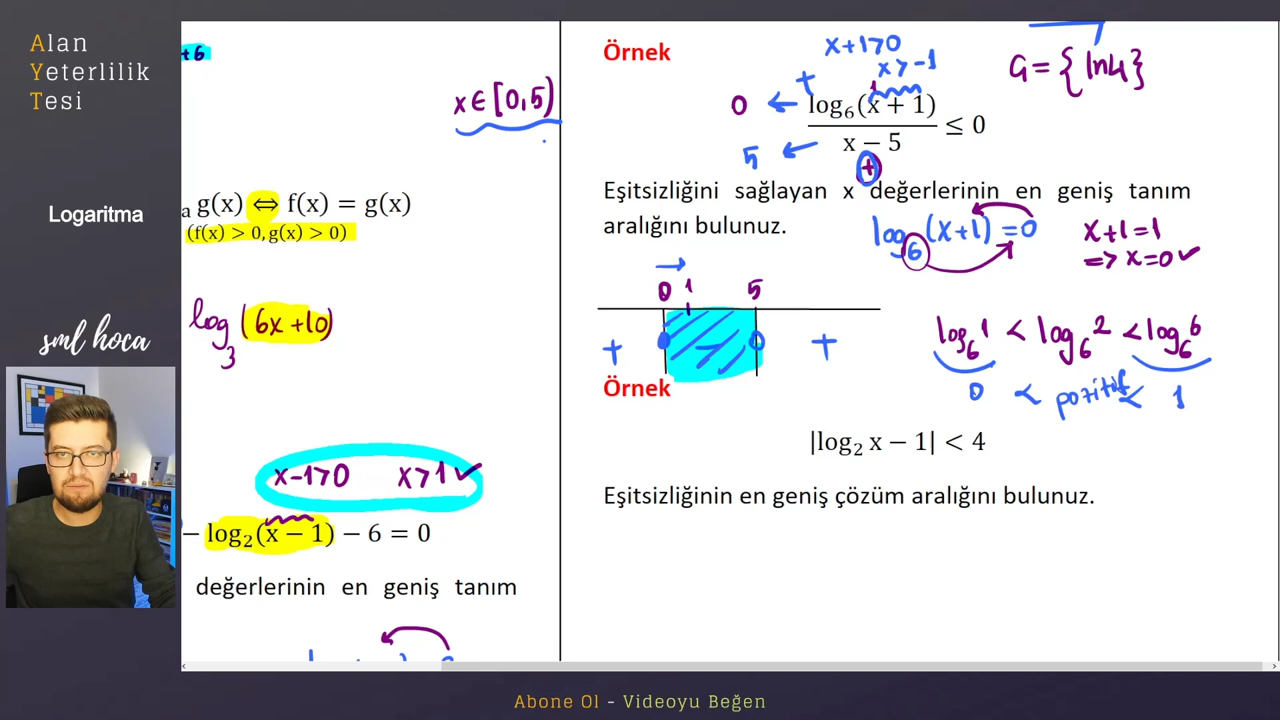 Alan
Yeterlilik
Tesi
Logaritma
sml hoca
+6
x ∈ [0,5)
a g(x) ⇔ f(x) = g(x)
(f(x) > 0, g(x) > 0)
log₃(6x+10)
x-1>0 x>1 ✓
− log₂(x − 1) − 6 = 0
değerlerinin en geniş tanım
Örnek
x+1>0
x>-1
G = {ln4}
+
0 ← log₆(x + 1)
5 ← x − 5
≤ 0
+
Eşitsizliğini sağlayan x değerlerinin en geniş tanım
aralığını bulunuz.
log₆(x+1) = 0
x+1=1
=> x=0 ✓
0 1 5
+ - +
log₆1 < log₆2 < log₆6
0 < pozitif < 1
Örnek
|log₂ x − 1| < 4
Eşitsizliğinin en geniş çözüm aralığını bulunuz.
Abone Ol - Videoyu Beğen